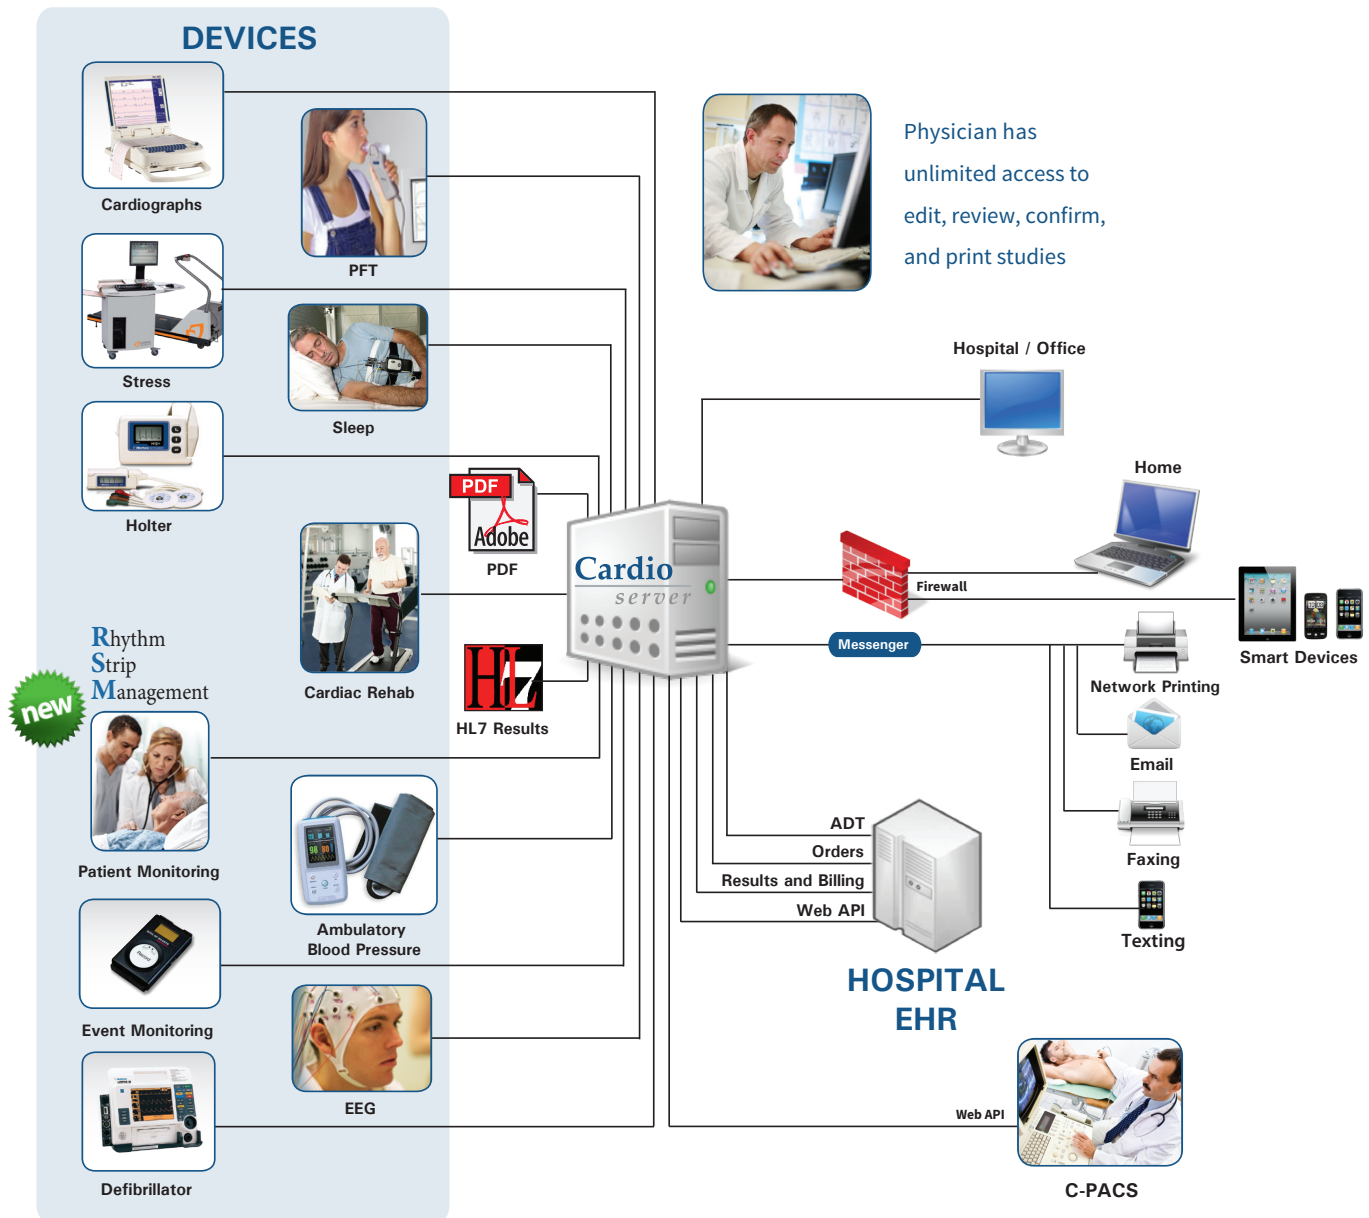 DEVICES
Cardiographs
PFT
Stress
Sleep
Holter
PDF
Adobe
PDF
Cardiac Rehab
HL7
HL7 Results
Rhythm
Strip
Management
new
Patient Monitoring
Ambulatory
Blood Pressure
Record
Event Monitoring
EEG
Defibrillator
Cardio
server
Physician has
unlimited access to
edit, review, confirm,
and print studies
Hospital / Office
Home
Firewall
Smart Devices
Messenger
Network Printing
Email
Faxing
Texting
ADT
Orders
Results and Billing
Web API
HOSPITAL
EHR
Web API
C-PACS